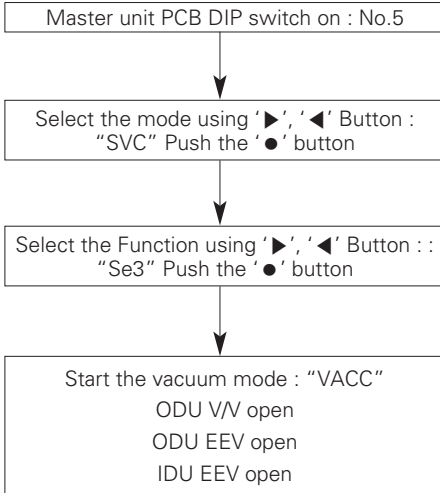 Master unit PCB DIP switch on : No.5
Select the mode using ‘▶’, ‘◀’ Button :
“SVC” Push the ‘●’ button
Select the Function using ‘▶’, ‘◀’ Button : :
“Se3” Push the ‘●’ button
Start the vacuum mode : “VACC”
ODU V/V open
ODU EEV open
IDU EEV open